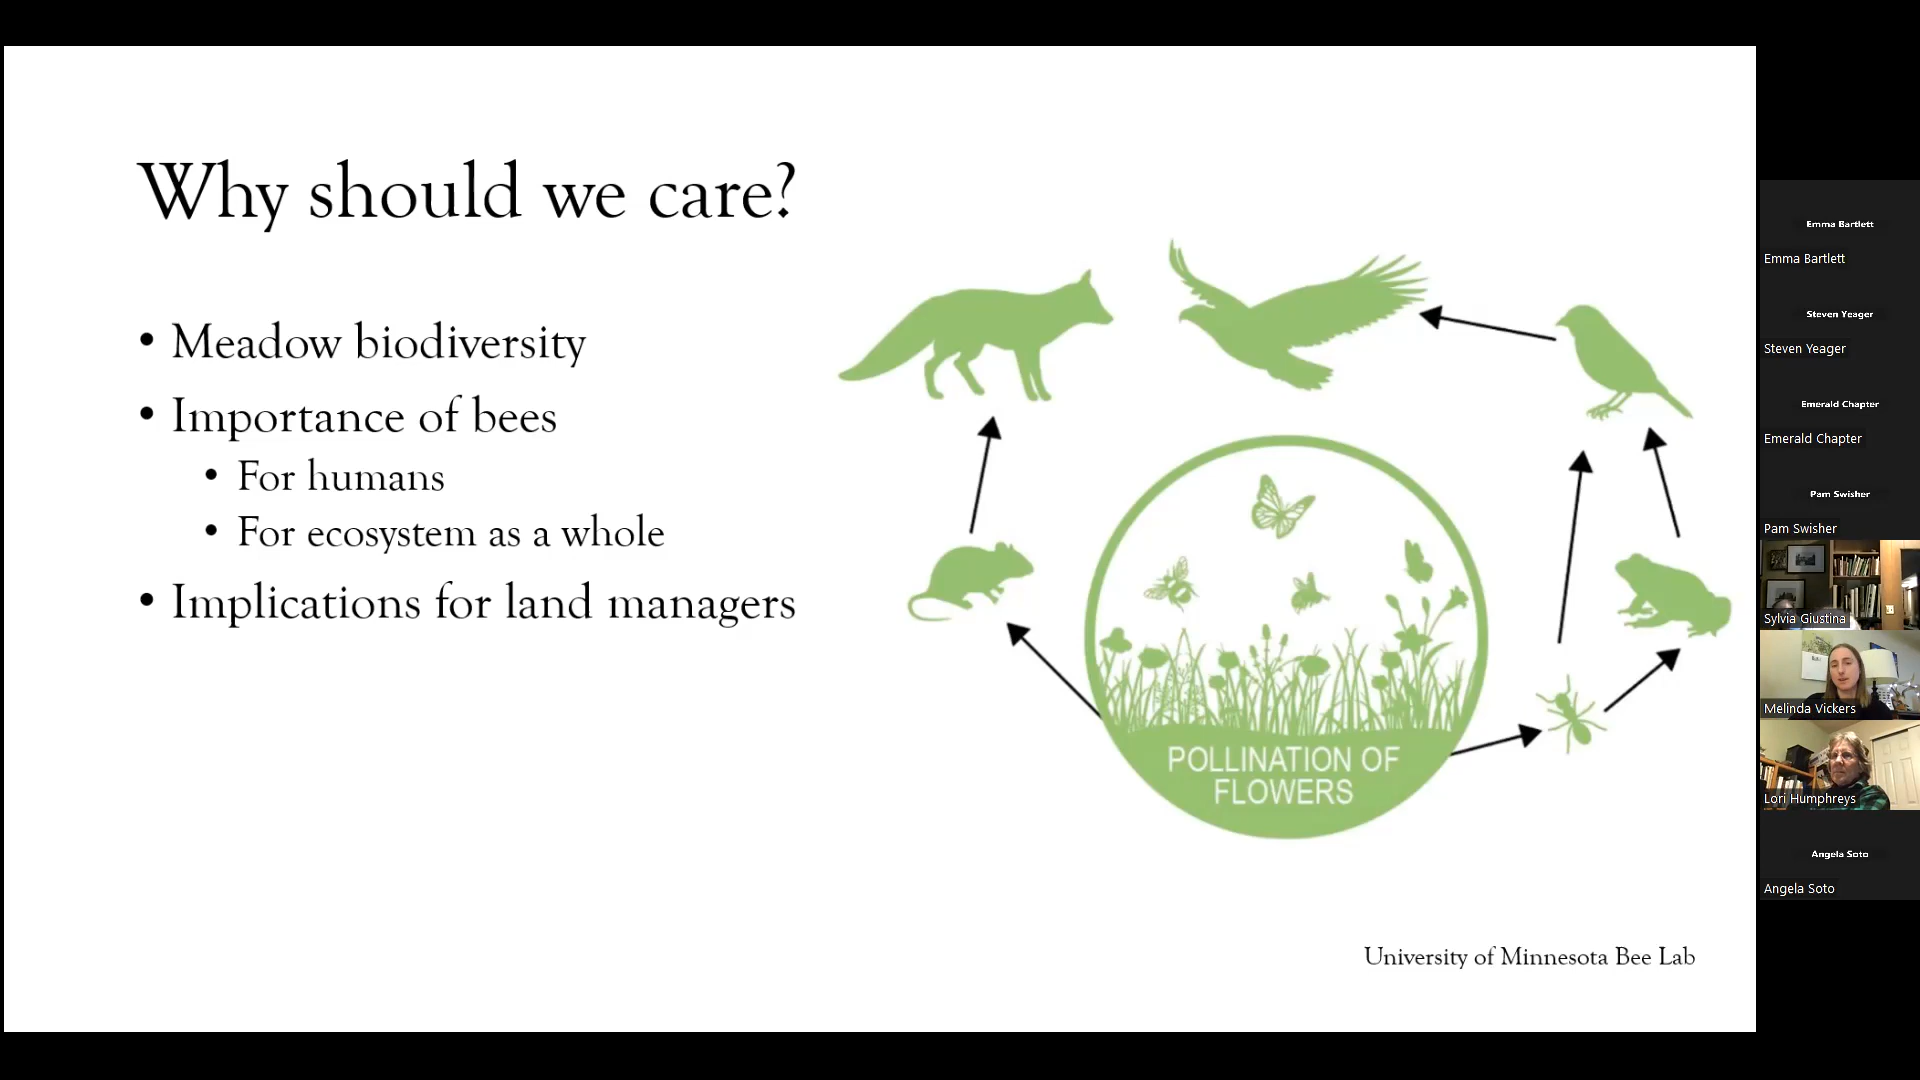 Why should we care?
• Meadow biodiversity
• Importance of bees
• For humans
• For ecosystem as a whole
• Implications for land managers
POLLINATION OF
FLOWERS
University of Minnesota Bee Lab
Emma Bartlett
Emma Bartlett
Steven Yeager
Steven Yeager
Emerald Chapter
Emerald Chapter
Pam Swisher
Pam Swisher
Sylvia Giustina
Melinda Vickers
Lori Humphreys
Angela Soto
Angela Soto